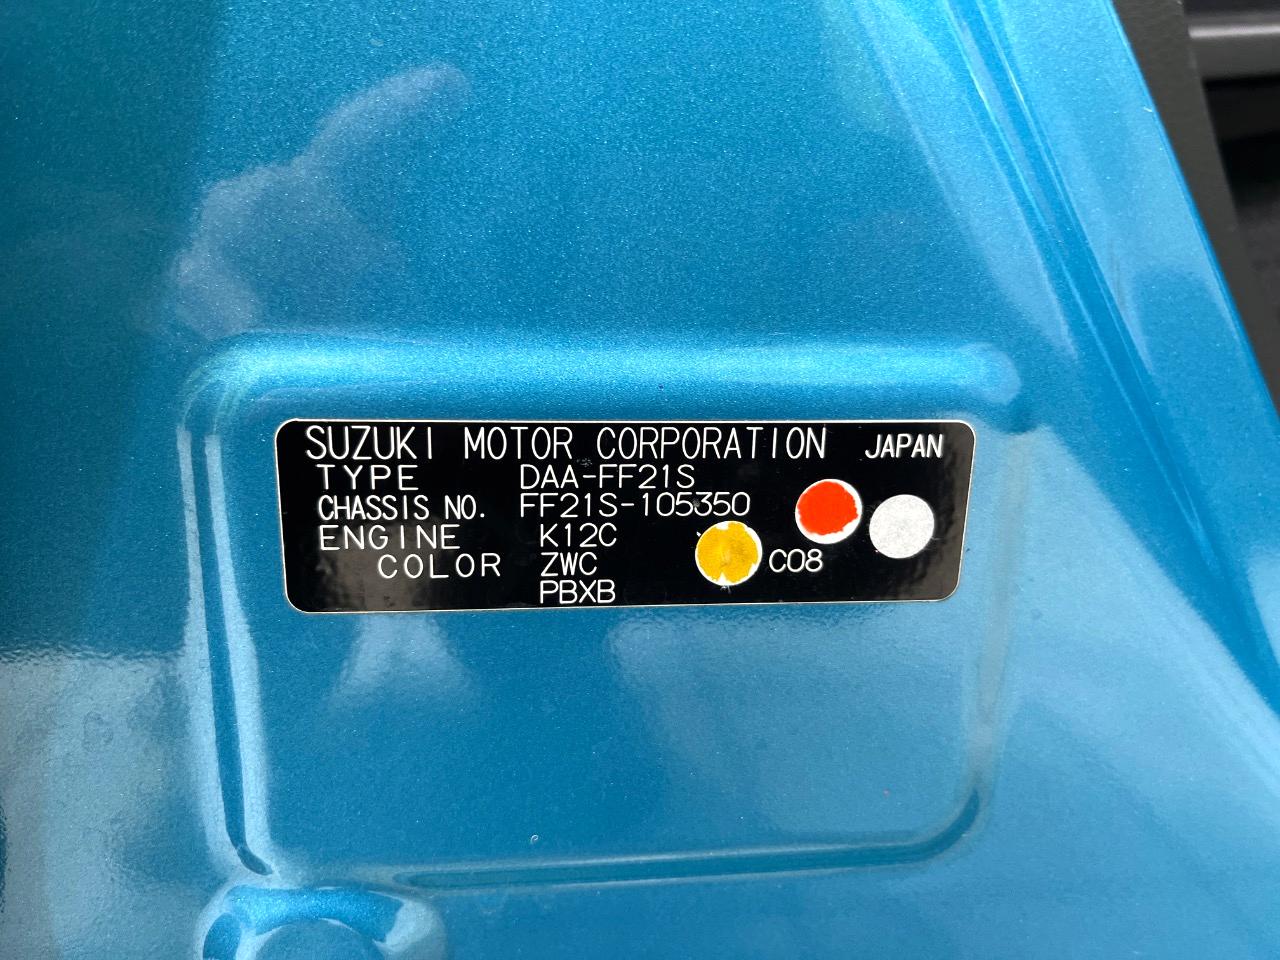 SUZUKI MOTOR CORPORATION JAPAN
TYPE DAA-FF21S
CHASSIS NO. FF21S-105350
ENGINE K12C
COLOR ZWC C08
PBXB